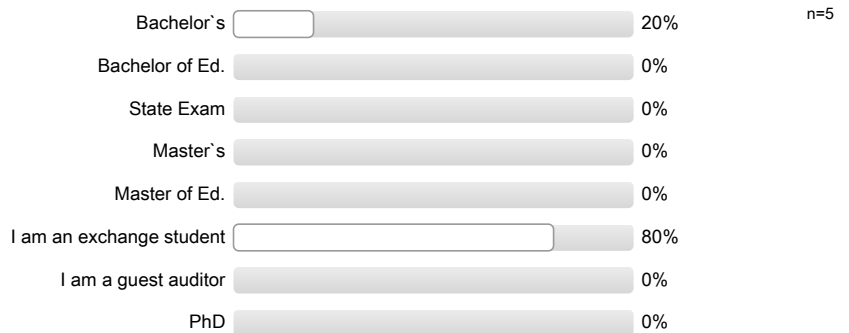 Bachelor`s 20% n=5
Bachelor of Ed. 0%
State Exam 0%
Master`s 0%
Master of Ed. 0%
I am an exchange student 80%
I am a guest auditor 0%
PhD 0%